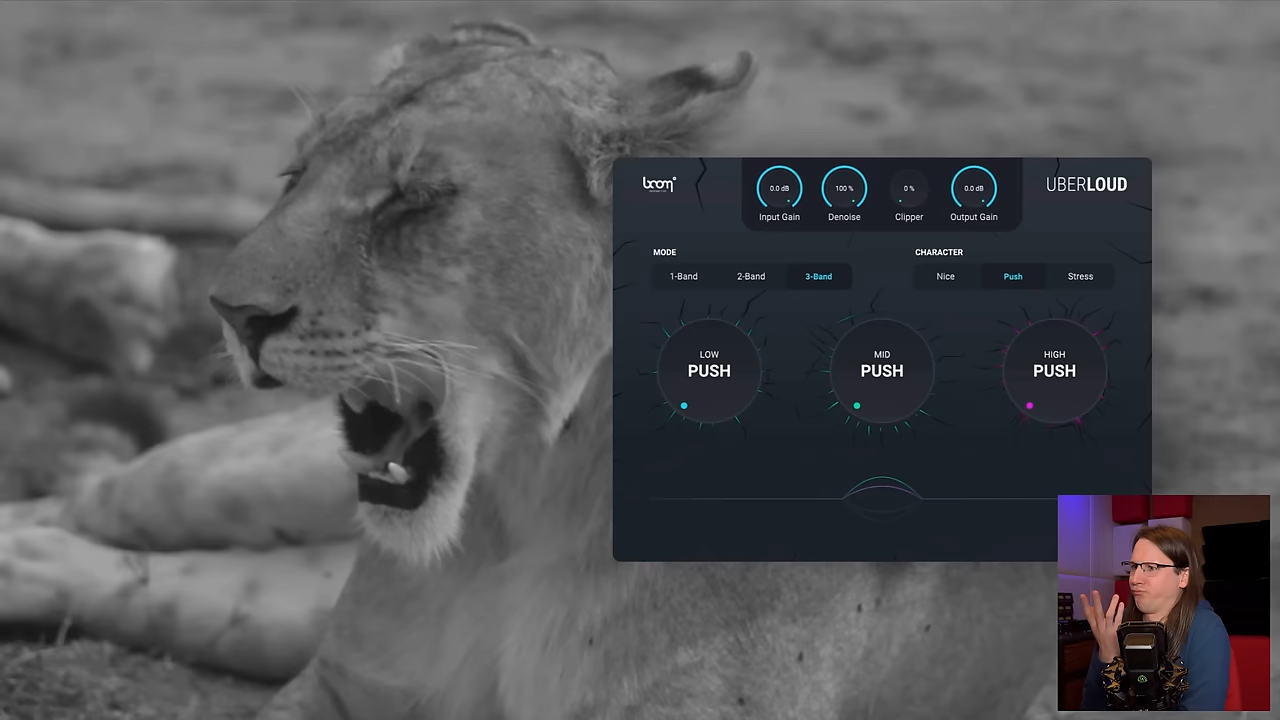 boom
UBERLOUD
0.0 dB
100 %
0 %
0.0 dB
Input Gain
Denoise
Clipper
Output Gain
MODE
CHARACTER
1-Band
2-Band
3-Band
Nice
Push
Stress
LOW
PUSH
MID
PUSH
HIGH
PUSH